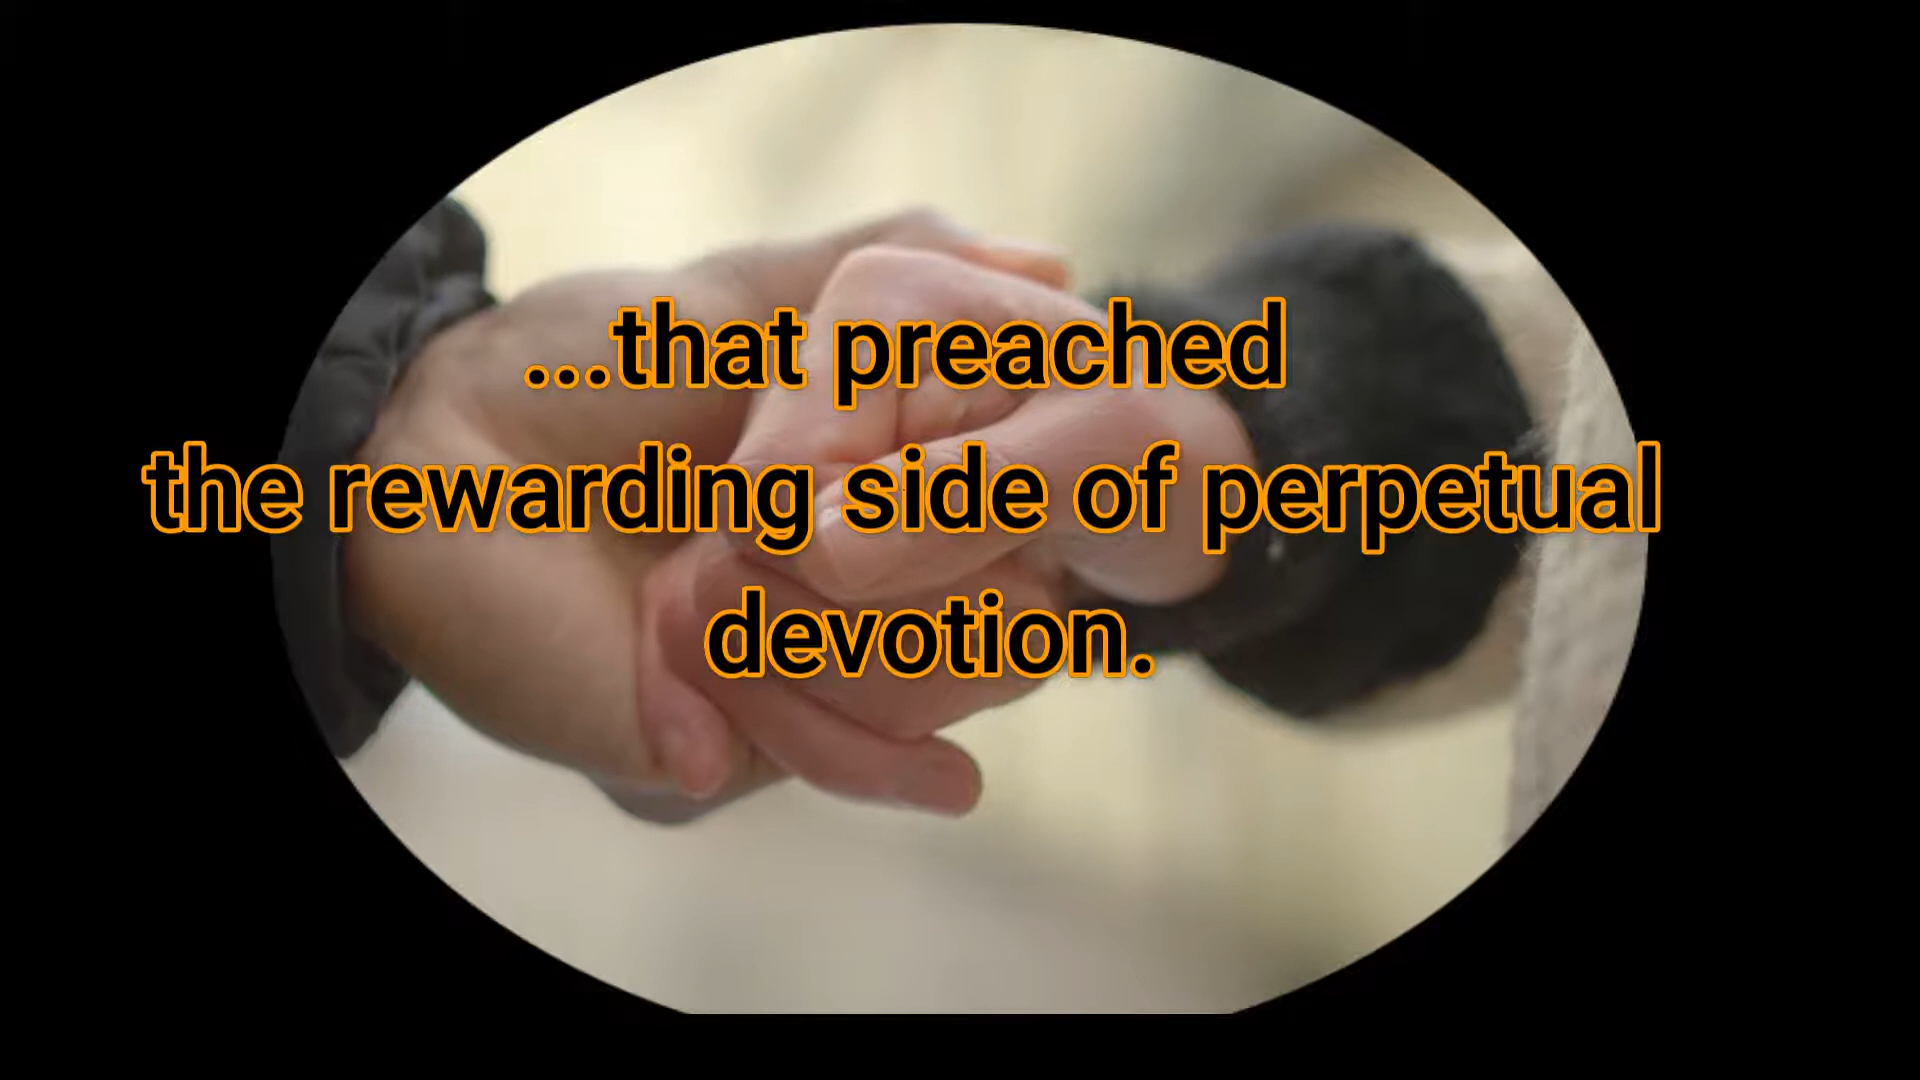 ...that preached
the rewarding side of perpetual
devotion.